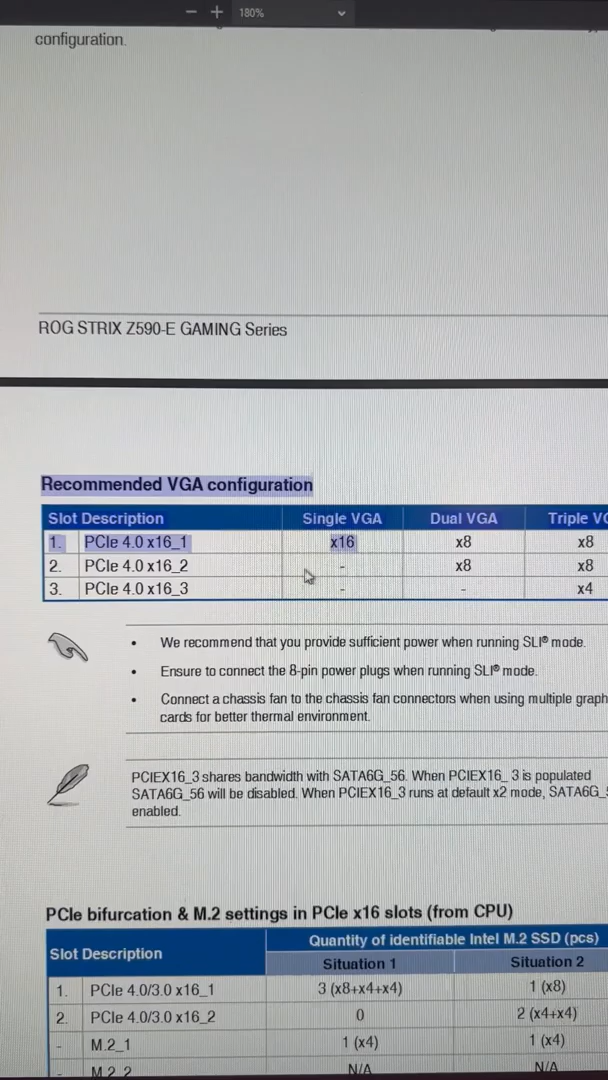 180%
configuration.
ROG STRIX Z590-E GAMING Series
Recommended VGA configuration
Slot Description Single VGA Dual VGA Triple
1. PCIe 4.0 x16_1 x16 x8 x8
2. PCIe 4.0 x16_2 - x8 x8
3. PCIe 4.0 x16_3 - - x4
• We recommend that you provide sufficient power when running SLI® mode.
• Ensure to connect the 8-pin power plugs when running SLI® mode.
• Connect a chassis fan to the chassis fan connectors when using multiple graph
cards for better thermal environment.
PCIEX16_3 shares bandwidth with SATA6G_56. When PCIEX16_ 3 is populated
SATA6G_56 will be disabled. When PCIEX16_3 runs at default x2 mode, SATA6G_
enabled.
PCIe bifurcation & M.2 settings in PCIe x16 slots (from CPU)
Slot Description Quantity of identifiable Intel M.2 SSD (pcs)
Situation 1 Situation 2
1. PCIe 4.0/3.0 x16_1 3 (x8+x4+x4) 1 (x8)
2. PCIe 4.0/3.0 x16_2 0 2 (x4+x4)
- M.2_1 1 (x4) 1 (x4)
- M.2_2 N/A N/A